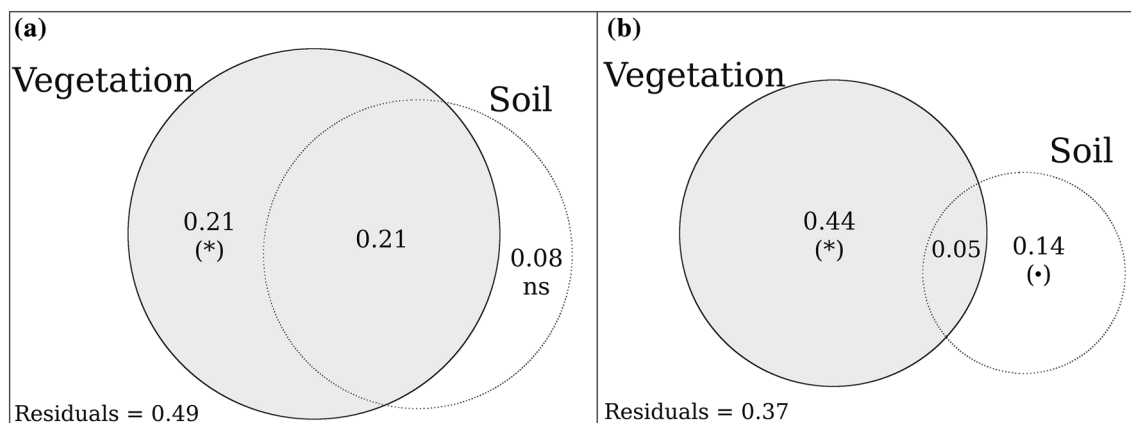 (a)
Vegetation
Soil
0.21
(*)
0.21
0.08
ns
Residuals = 0.49
(b)
Vegetation
Soil
0.44
(*)
0.05
0.14
(•)
Residuals = 0.37